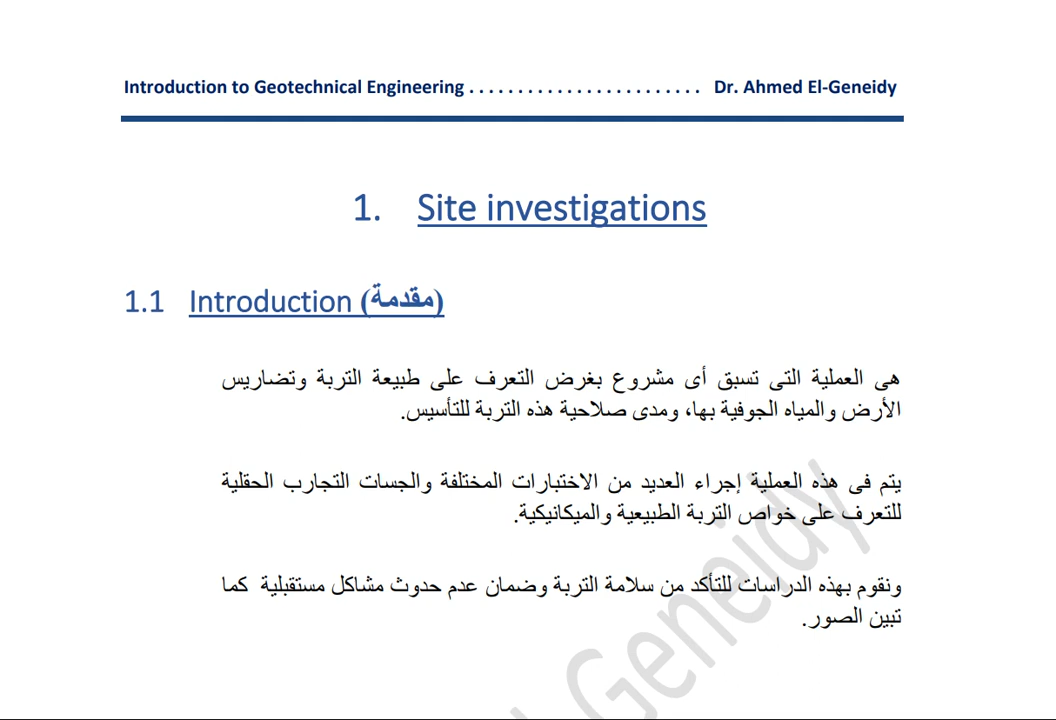 Introduction to Geotechnical Engineering . . . . . . . . . . . . . . . . . . . . . . . . Dr. Ahmed El-Geneidy
1. Site investigations
1.1 Introduction (مقدمة)
هى العملية التى تسبق أى مشروع بغرض التعرف على طبيعة التربة وتضاريس
الأرض والمياه الجوفية بها، ومدى صلاحية هذه التربة للتأسيس.
يتم فى هذه العملية إجراء العديد من الاختبارات المختلفة والجسات التجارب الحقلية
للتعرف على خواص التربة الطبيعية والميكانيكية.
ونقوم بهذه الدراسات للتأكد من سلامة التربة وضمان عدم حدوث مشاكل مستقبلية كما
تبين الصور.
Geneidy